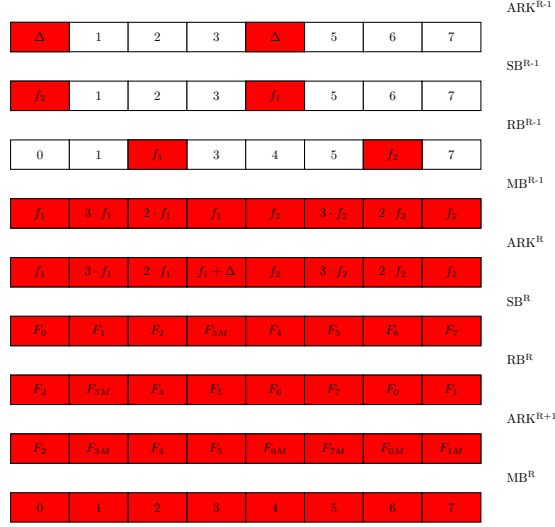 ARK^{R-1}
Δ 1 2 3 Δ 5 6 7
SB^{R-1}
f_2 1 2 3 f_1 5 6 7
RB^{R-1}
0 1 f_1 3 4 5 f_2 7
MB^{R-1}
f_1 3 · f_1 2 · f_1 f_1 f_2 3 · f_2 2 · f_2 f_2
ARK^R
f_1 3 · f_1 2 · f_1 f_1 + Δ f_2 3 · f_2 2 · f_2 f_2
SB^R
F_0 F_1 F_2 F_{3M} F_4 F_5 F_6 F_7
RB^R
F_2 F_{3M} F_4 F_5 F_6 F_7 F_0 F_1
ARK^{R+1}
F_2 F_{3M} F_4 F_5 F_{6M} F_{7M} F_{0M} F_{1M}
MB^R
0 1 2 3 4 5 6 7